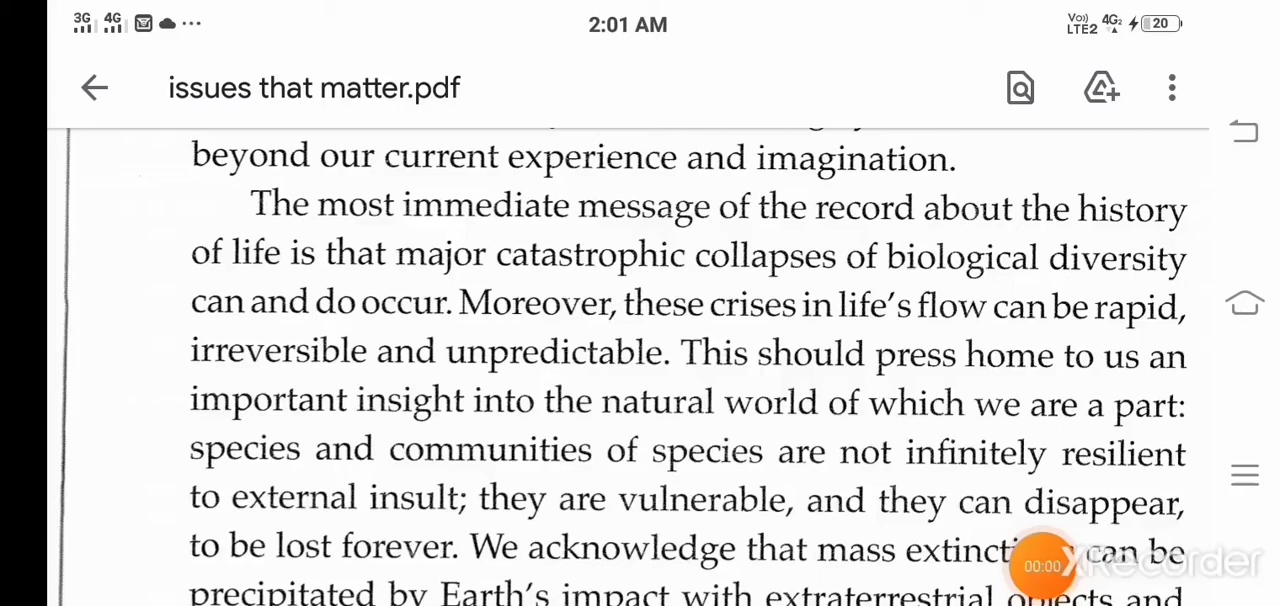 3G 4G 2:01 AM Vo) LTE2 4G2 20
issues that matter.pdf
beyond our current experience and imagination.
The most immediate message of the record about the history
of life is that major catastrophic collapses of biological diversity
can and do occur. Moreover, these crises in life's flow can be rapid,
irreversible and unpredictable. This should press home to us an
important insight into the natural world of which we are a part:
species and communities of species are not infinitely resilient
to external insult; they are vulnerable, and they can disappear,
to be lost forever. We acknowledge that mass can be
00:00 XRecorder
precipitated by Earth's impact with extraterrestrial objects and